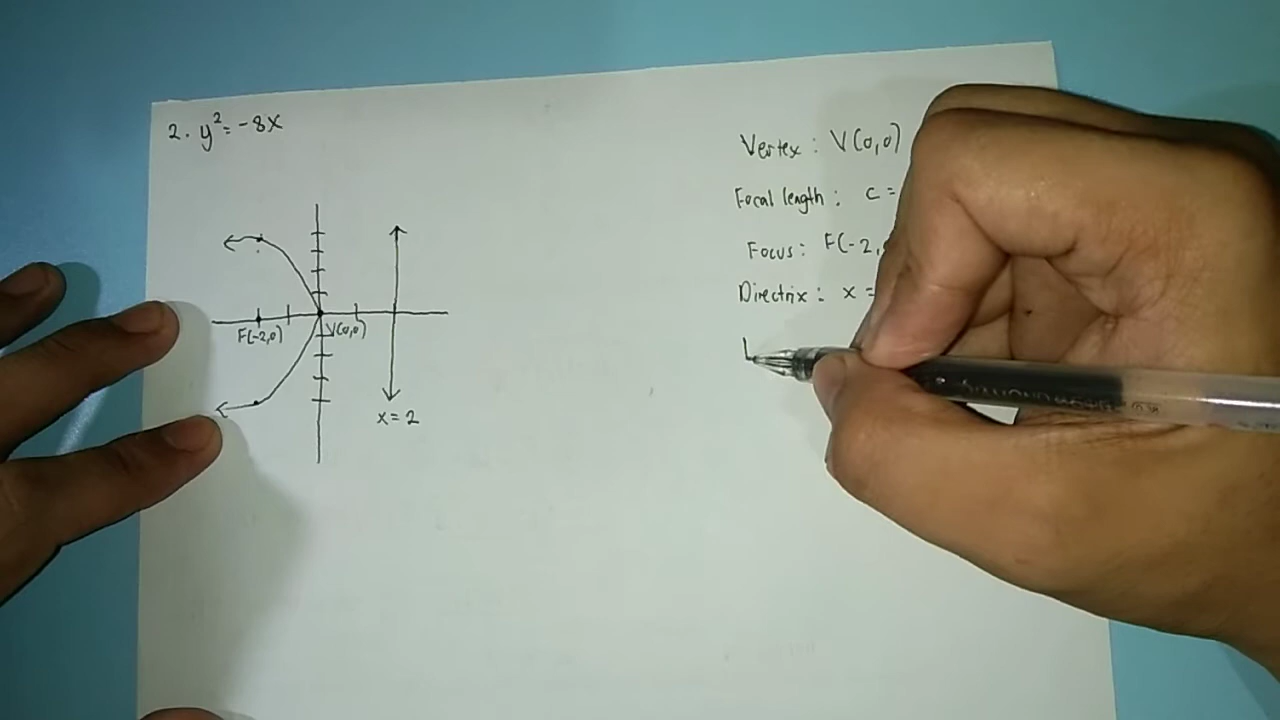 2. y² = -8x
Vertex : V(0,0)
Focal length : c =
Focus : F(-2,
Directrix : x =
L
F(-2,0) V(0,0)
x = 2